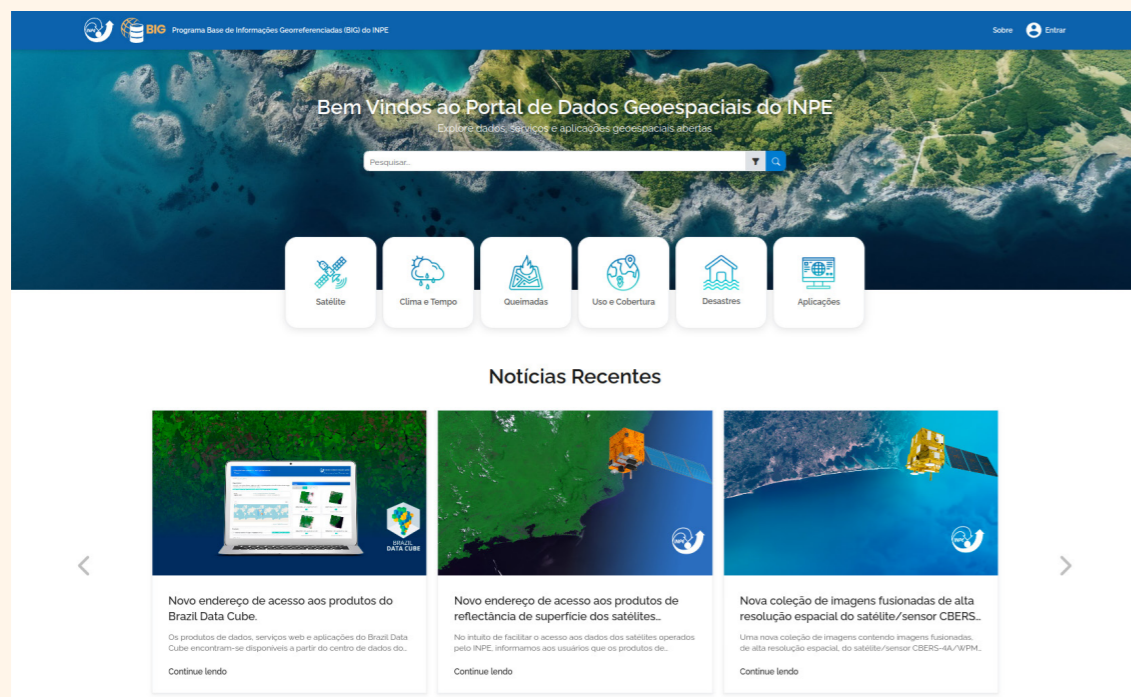 INPE
BIG Programa Base de Informações Georreferenciadas (BIG) do INPE
Sobre
Entrar
Bem Vindos ao Portal de Dados Geoespaciais do INPE
Explore dados, serviços e aplicações geoespaciais abertas
Pesquisar...
Satélite
Clima e Tempo
Queimadas
Uso e Cobertura
Desastres
Aplicações
Notícias Recentes
BRAZIL
DATA CUBE
INPE
INPE
Novo endereço de acesso aos produtos do
Brazil Data Cube.
Os produtos de dados, serviços web e aplicações do Brazil Data
Cube encontram-se disponíveis a partir do centro de dados do...
Continue lendo
Novo endereço de acesso aos produtos de
reflectância de superfície dos satélites...
No intuito de facilitar o acesso aos dados dos satélites operados
pelo INPE, informamos aos usuários que os produtos de...
Continue lendo
Nova coleção de imagens fusionadas de alta
resolução espacial do satélite/sensor CBERS...
Uma nova coleção de imagens contendo imagens fusionadas,
de alta resolução espacial, do satélite/sensor CBERS-4A/WPM...
Continue lendo